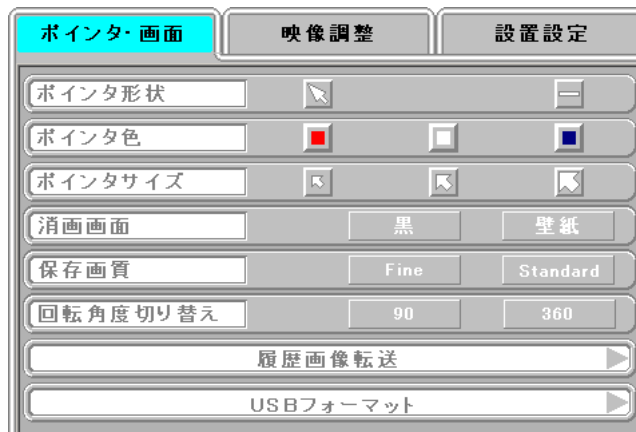 ポインタ・画面 映像調整 設置設定
ポインタ形状
ポインタ色
ポインタサイズ
消画画面 黒 壁紙
保存画質 Fine Standard
回転角度切り替え 90 360
履歴画像転送
USBフォーマット